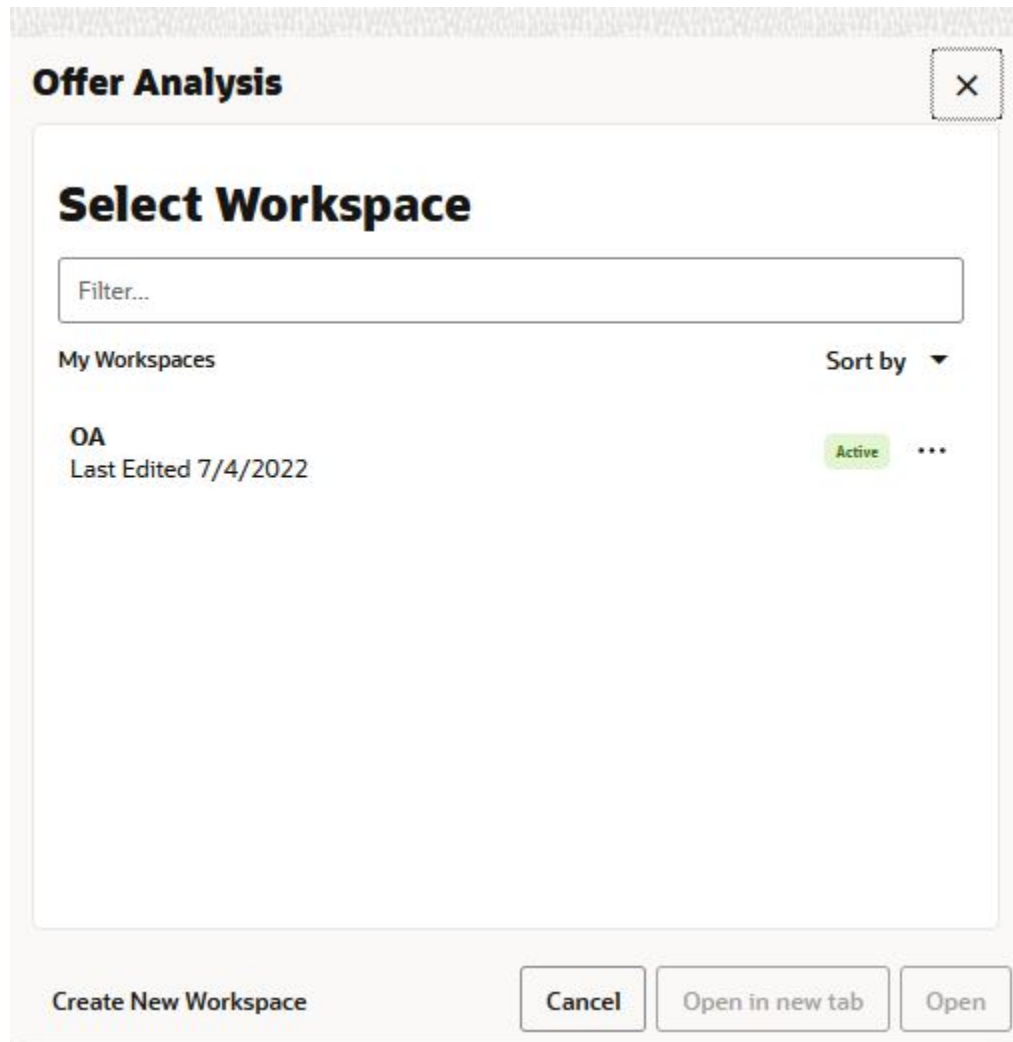 Offer Analysis
Select Workspace
Filter...
My Workspaces
Sort by
OA
Last Edited 7/4/2022
Active
Create New Workspace
Cancel
Open in new tab
Open